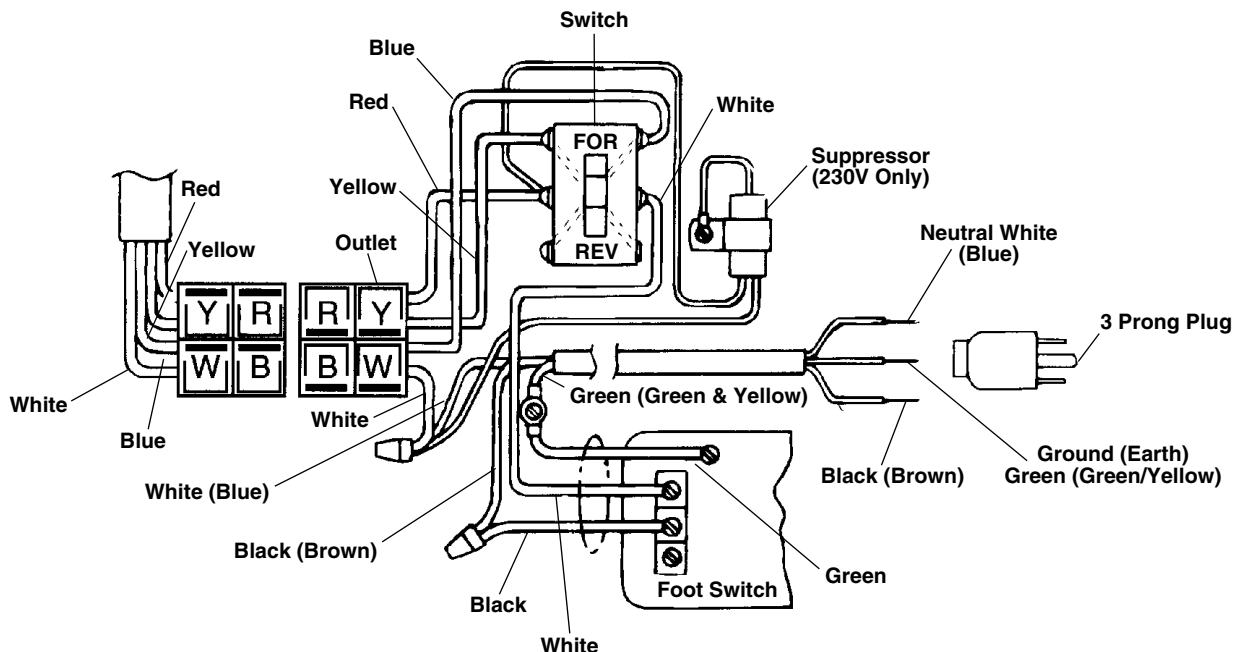 Switch
Blue
Red
White
FOR
Suppressor
(230V Only)
Red
Yellow
Yellow
Outlet
REV
Neutral White
(Blue)
Y R
R Y
3 Prong Plug
W B
B W
White
Blue
White
Green (Green & Yellow)
White (Blue)
Ground (Earth)
Green (Green/Yellow)
Black (Brown)
Black (Brown)
Green
Foot Switch
Black
White